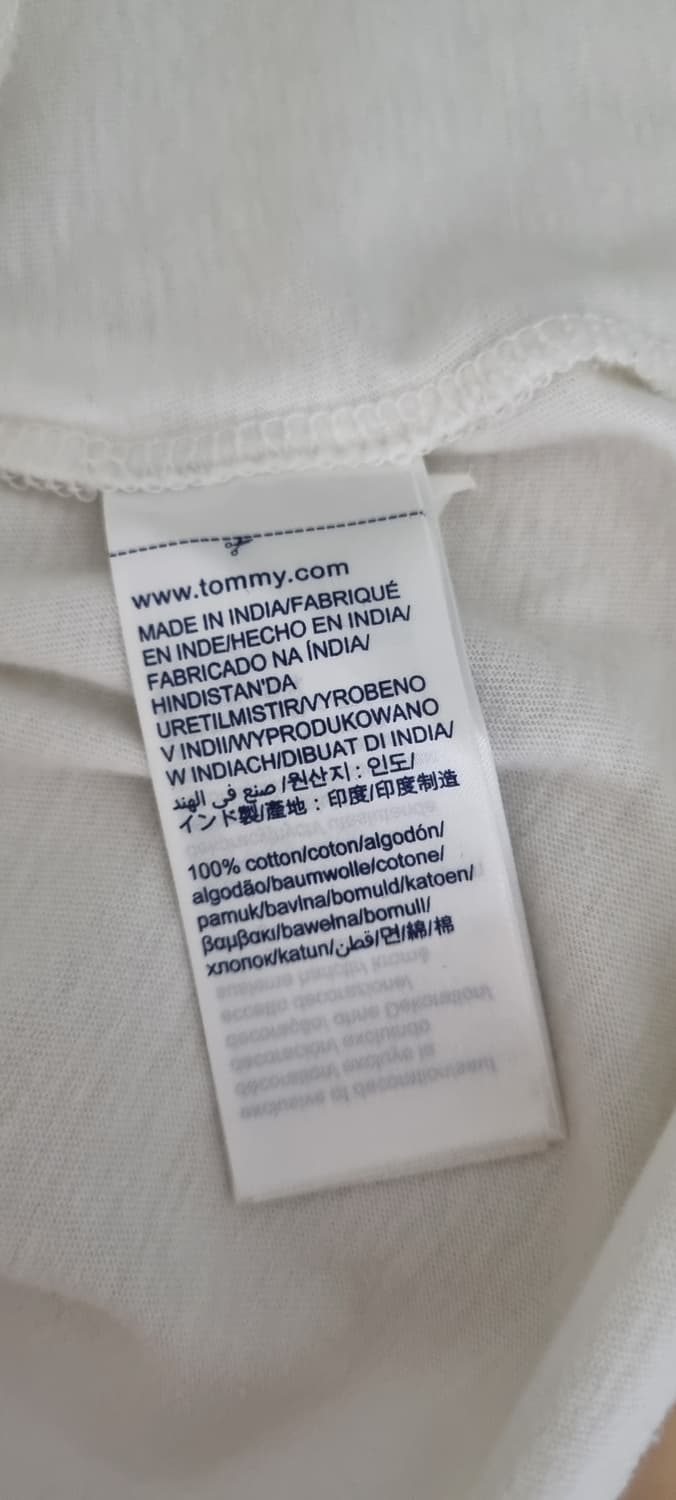 www.tommy.com
MADE IN INDIA/FABRIQUÉ
EN INDE/HECHO EN INDIA/
FABRICADO NA ÍNDIA/
HINDISTAN'DA
URETILMISTIR/VYROBENO
V INDII/WYPRODUKOWANO
W INDIACH/DIBUAT DI INDIA/
صنع في الهند /원산지 : 인도/
インド製/產地 : 印度/印度制造
100% cotton/coton/algodón/
algodão/baumwolle/cotone/
pamuk/bavlna/bomuld/katoen/
βαμβακι/bawełna/bomull/
хлопок/katun/قطن/면/綿/棉